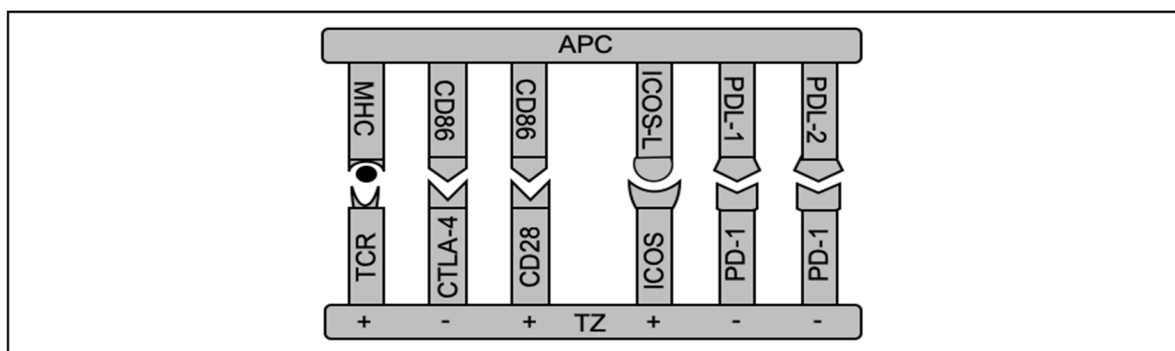 APC
MHC CD86 CD86 ICOS-L PDL-1 PDL-2
TCR CTLA-4 CD28 ICOS PD-1 PD-1
+ - + TZ + - -